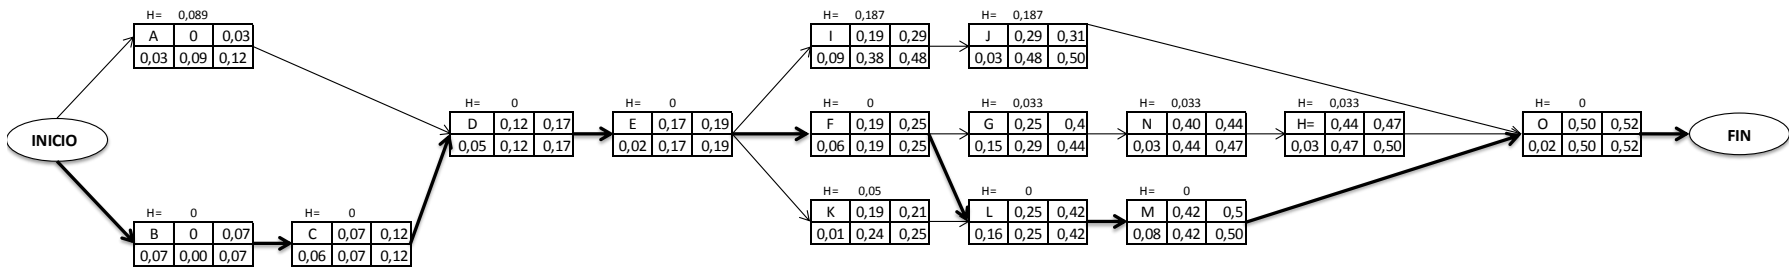 H= 0,089
A 0 0,03
0,03 0,09 0,12
H= 0,187
I 0,19 0,29
0,09 0,38 0,48
H= 0,187
J 0,29 0,31
0,03 0,48 0,50
INICIO
H= 0
D 0,12 0,17
0,05 0,12 0,17
H= 0
E 0,17 0,19
0,02 0,17 0,19
H= 0
F 0,19 0,25
0,06 0,19 0,25
H= 0,033
G 0,25 0,4
0,15 0,29 0,44
H= 0,033
N 0,40 0,44
0,03 0,44 0,47
H= 0,033
H= 0,44 0,47
0,03 0,47 0,50
H= 0
O 0,50 0,52
0,02 0,50 0,52
FIN
H= 0
B 0 0,07
0,07 0,00 0,07
H= 0
C 0,07 0,12
0,06 0,07 0,12
H= 0,05
K 0,19 0,21
0,01 0,24 0,25
H= 0
L 0,25 0,42
0,16 0,25 0,42
H= 0
M 0,42 0,5
0,08 0,42 0,50